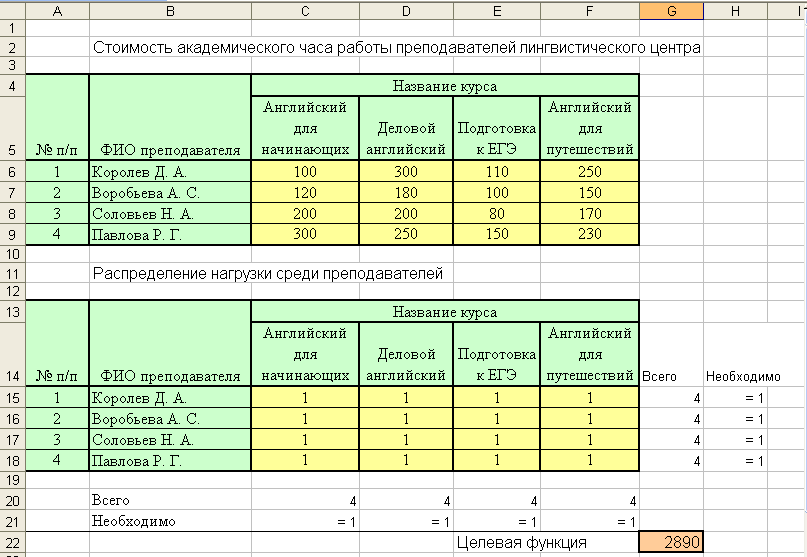 A B C D E F G H I
1
2 Стоимость академического часа работы преподавателей лингвистического центра
3
4 Название курса
5 № п/п ФИО преподавателя Английский для начинающих Деловой английский Подготовка к ЕГЭ Английский для путешествий
6 1 Королев Д. А. 100 300 110 250
7 2 Воробьева А. С. 120 180 100 150
8 3 Соловьев Н. А. 200 200 80 170
9 4 Павлова Р. Г. 300 250 150 230
10
11 Распределение нагрузки среди преподавателей
12
13 Название курса
14 № п/п ФИО преподавателя Английский для начинающих Деловой английский Подготовка к ЕГЭ Английский для путешествий Всего Необходимо
15 1 Королев Д. А. 1 1 1 1 4 = 1
16 2 Воробьева А. С. 1 1 1 1 4 = 1
17 3 Соловьев Н. А. 1 1 1 1 4 = 1
18 4 Павлова Р. Г. 1 1 1 1 4 = 1
19
20 Всего 4 4 4 4
21 Необходимо = 1 = 1 = 1 = 1
22 Целевая функция 2890